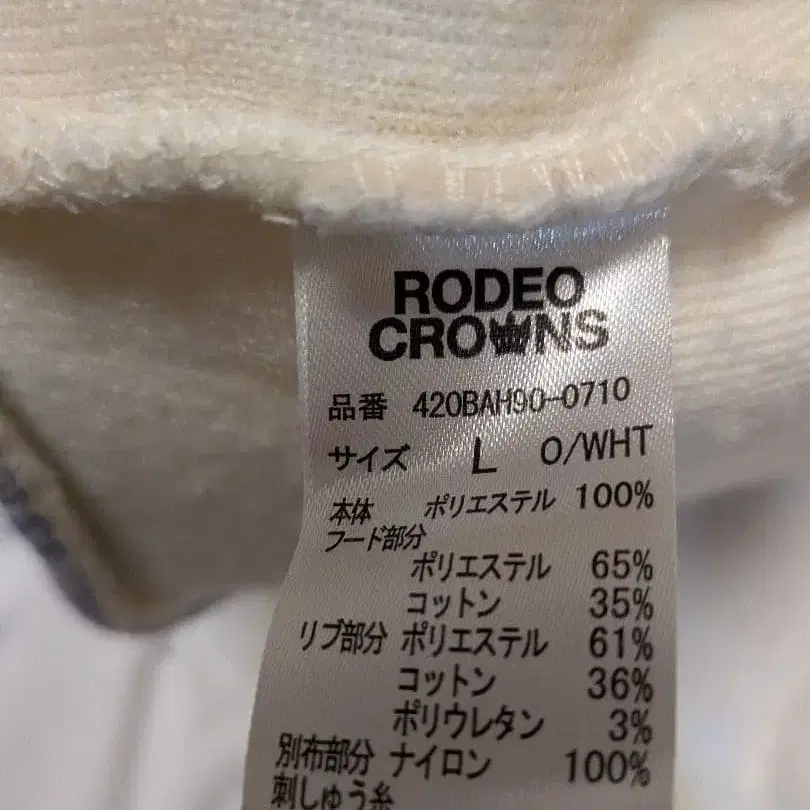 RODEO
CROWNS
品番 420BAH90-0710
サイズ L O/WHT
本体 ポリエステル 100%
フード部分
ポリエステル 65%
コットン 35%
リブ部分 ポリエステル 61%
コットン 36%
ポリウレタン 3%
別布部分 ナイロン 100%
刺しゅう糸